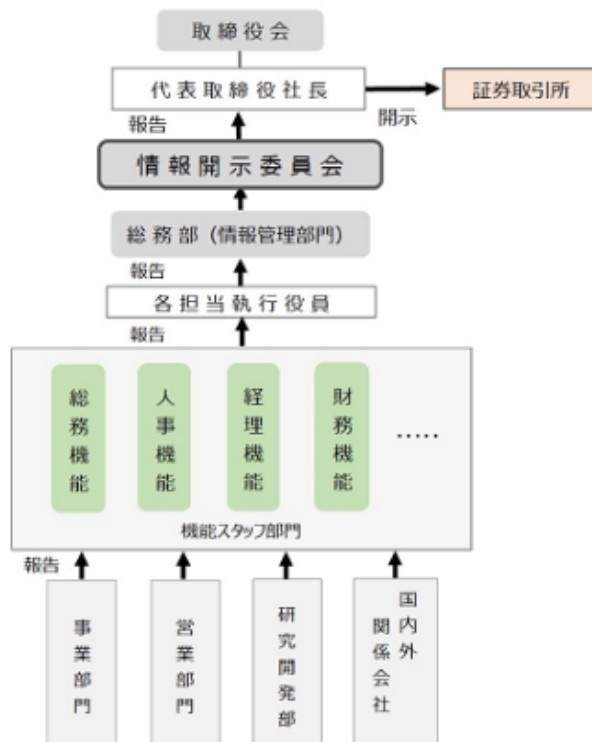 取締役会
代表取締役社長
証券取引所
報告
開示
情報開示委員会
総務部（情報管理部門）
報告
各担当執行役員
報告
総務機能
人事機能
経理機能
財務機能
.....
機能スタッフ部門
報告
事業部門
営業部門
研究開発部
国内外
関係会社